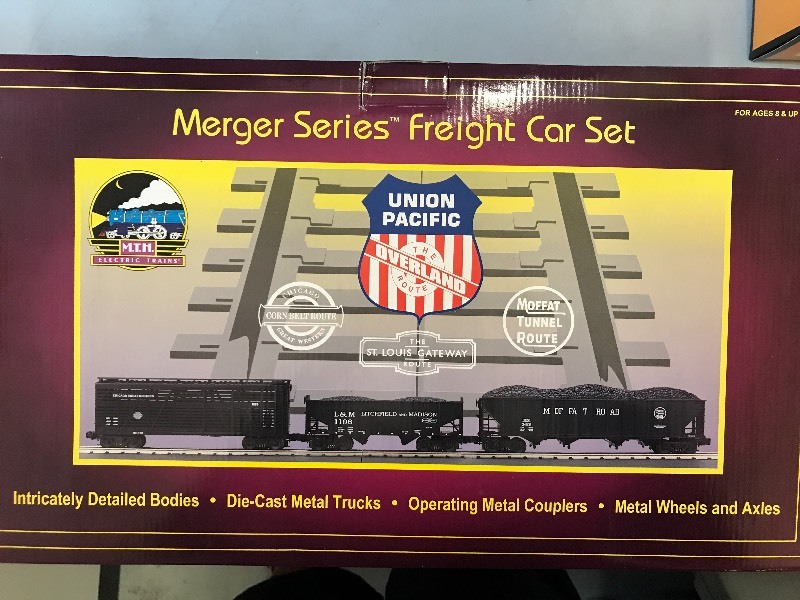 Merger Series™ Freight Car Set
FOR AGES 8 & UP
M.T.H.
ELECTRIC TRAINS
UNION
PACIFIC
THE
OVERLAND
ROUTE
CHICAGO
CORN BELT ROUTE
GREAT WESTERN
THE
ST. LOUIS GATEWAY
ROUTE
MOFFAT
TUNNEL
ROUTE
L&M
1106
LITCHFIELD AND MADISON
MOFFAT ROAD
Intricately Detailed Bodies • Die-Cast Metal Trucks • Operating Metal Couplers • Metal Wheels and Axles